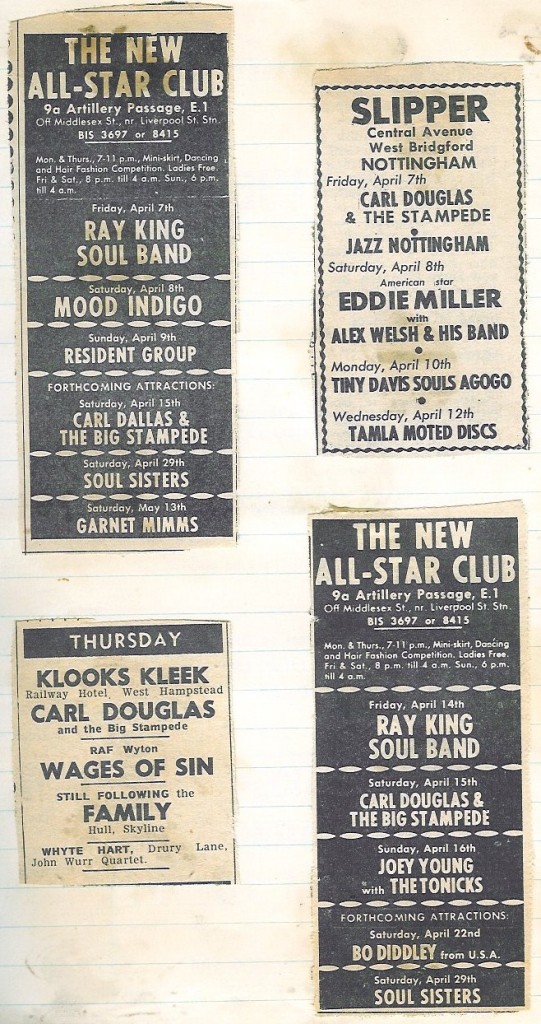 THE NEW
ALL-STAR CLUB
9a Artillery Passage, E.1
Off Middlesex St., nr. Liverpool St. Stn.
BIS 3697 or 8415
Mon. & Thurs., 7-11 p.m., Mini-skirt, Dancing
and Hair Fashion Competition. Ladies Free.
Fri & Sat., 8 p.m. till 4 a.m. Sun., 6 p.m.
till 4 a.m.
Friday, April 7th
RAY KING
SOUL BAND
Saturday, April 8th
MOOD INDIGO
Sunday, April 9th
RESIDENT GROUP
FORTHCOMING ATTRACTIONS:
Saturday, April 15th
CARL DALLAS &
THE BIG STAMPEDE
Saturday, April 29th
SOUL SISTERS
Saturday, May 13th
GARNET MIMMS
SLIPPER
Central Avenue
West Bridgford
NOTTINGHAM
Friday, April 7th
CARL DOUGLAS
& THE STAMPEDE
•
JAZZ NOTTINGHAM
Saturday, April 8th
American star
EDDIE MILLER
with
ALEX WELSH & HIS BAND
•
Monday, April 10th
TINY DAVIS SOULS AGOGO
•
Wednesday, April 12th
TAMLA MOTED DISCS
THURSDAY
KLOOKS KLEEK
Railway Hotel, West Hampstead
CARL DOUGLAS
and the Big Stampede
RAF Wyton
WAGES OF SIN
STILL FOLLOWING the
FAMILY
Hull, Skyline
WHYTE HART, Drury Lane,
John Wurr Quartet.
THE NEW
ALL-STAR CLUB
9a Artillery Passage, E.1
Off Middlesex St., nr. Liverpool St. Stn.
BIS 3697 or 8415
Mon. & Thurs., 7-11 p.m., Mini-skirt, Dancing
and Hair Fashion Competition. Ladies Free.
Fri & Sat., 8 p.m. till 4 a.m. Sun., 6 p.m.
till 4 a.m.
Friday, April 14th
RAY KING
SOUL BAND
Saturday, April 15th
CARL DOUGLAS &
THE BIG STAMPEDE
Sunday, April 16th
JOEY YOUNG
with THE TONICKS
FORTHCOMING ATTRACTIONS:
Saturday, April 22nd
BO DIDDLEY from U.S.A.
Saturday, April 29th
SOUL SISTERS